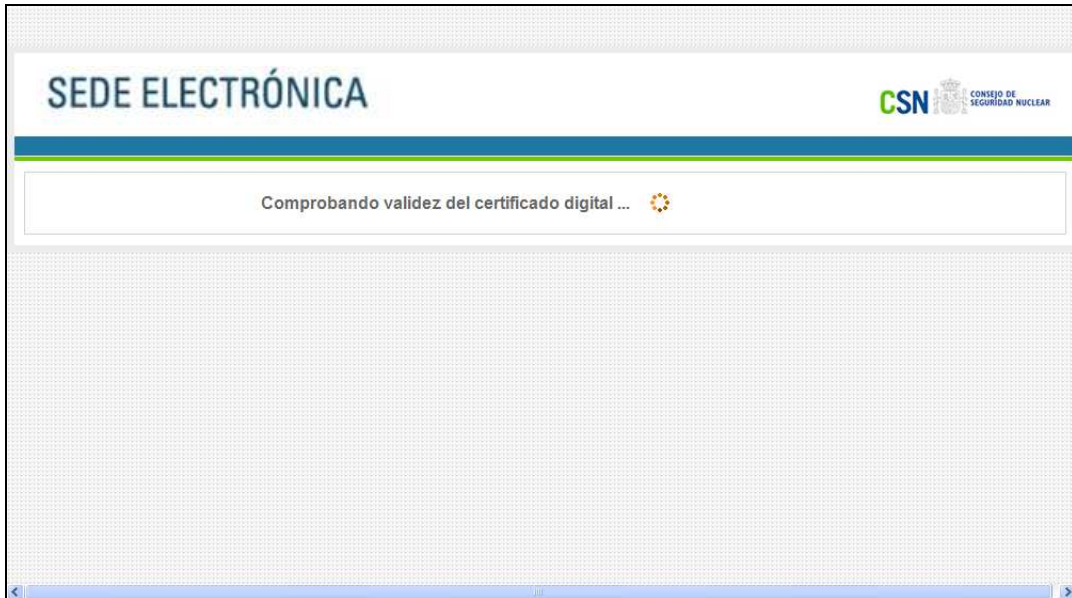 SEDE ELECTRÓNICA
CSN
CONSEJO DE
SEGURIDAD NUCLEAR
Comprobando validez del certificado digital ...